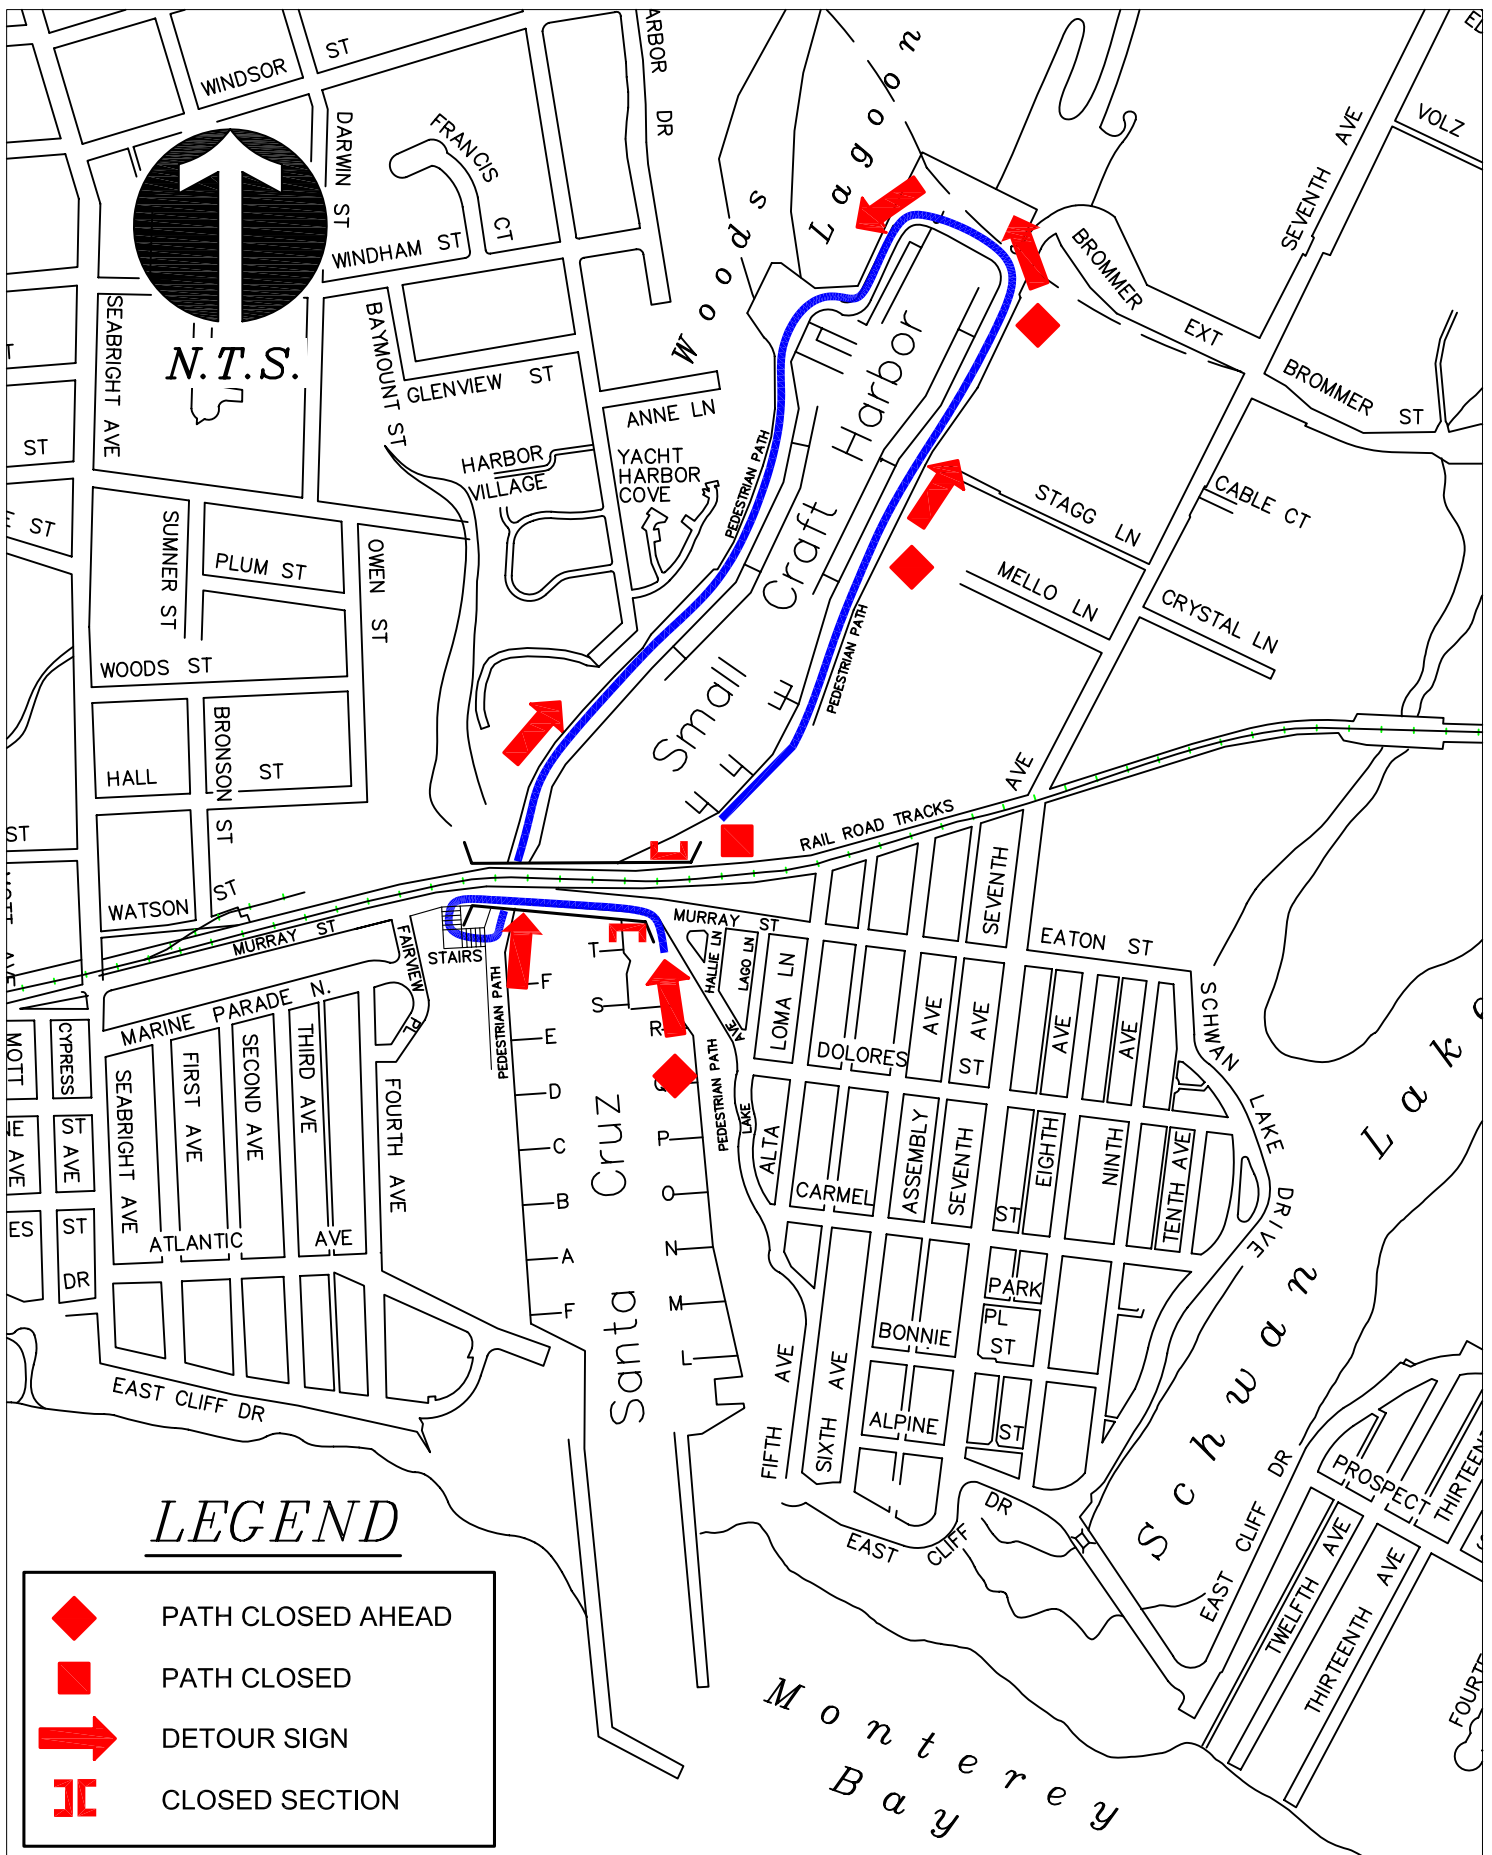 WINDSOR ST
ARBOR DR
DARWIN ST
FRANCIS CT
WINDHAM ST
N.T.S.
SEABRIGHT AVE
BAYMOUNT ST
GLENVIEW ST
ANNE LN
HARBOR VILLAGE
YACHT
HARBOR
COVE
Woods Lagoon
SEVENTH AVE
VOLZ
BROMMER EXT
BROMMER ST
CABLE CT
STAGG LN
MELLO LN
CRYSTAL LN
ST
ST
SUMNER ST
PLUM ST
OWEN ST
WOODS ST
BRONSON ST
HALL ST
WATSON ST
ST
PEDESTRIAN PATH
PEDESTRIAN PATH
Small Craft Harbor
RAIL ROAD TRACKS
SEVENTH AVE
MURRAY ST
MURRAY ST
EATON ST
STAIRS
FAIRVIEW PL
MARINE PARADE N.
PEDESTRIAN PATH
PEDESTRIAN PATH
HALLIE LN
LAGO LN
LOMA LN
ALTA
LAKE AVE
DOLORES ST
CARMEL ST
ASSEMBLY AVE
SEVENTH AVE
EIGHTH AVE
NINTH AVE
TENTH AVE
SCHWAN LAKE DRIVE
MOTT AVE
CYPRESS ST AVE
ST
DR
ES
SEABRIGHT AVE
FIRST AVE
SECOND AVE
THIRD AVE
FOURTH AVE
ATLANTIC AVE
EAST CLIFF DR
T
S
R
P
O
N
M
L
F
E
D
C
B
A
F
Santa Cruz
PARK PL
BONNIE ST
ALPINE ST
FIFTH AVE
SIXTH AVE
EAST CLIFF DR
EAST CLIFF DR
PROSPECT
TWELFTH AVE
THIRTEENTH AVE
Schwan Lake
Monterey
Bay
LEGEND
PATH CLOSED AHEAD
PATH CLOSED
DETOUR SIGN
CLOSED SECTION